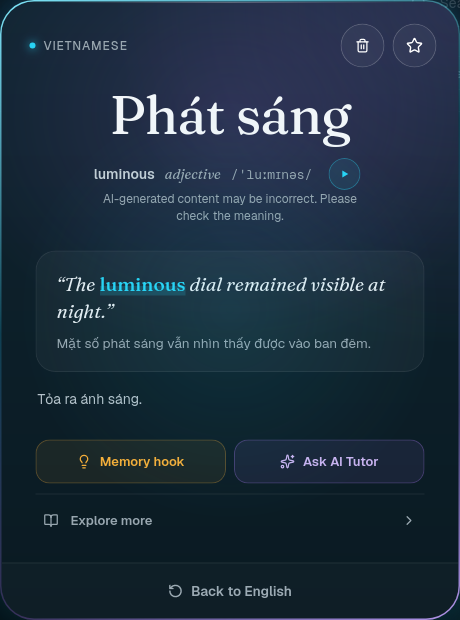 VIETNAMESE
Phát sáng
luminous adjective /ˈluːmɪnəs/
AI-generated content may be incorrect. Please
check the meaning.
“The luminous dial remained visible at
night.”
Mặt số phát sáng vẫn nhìn thấy được vào ban đêm.
Tỏa ra ánh sáng.
Memory hook
Ask AI Tutor
Explore more
Back to English